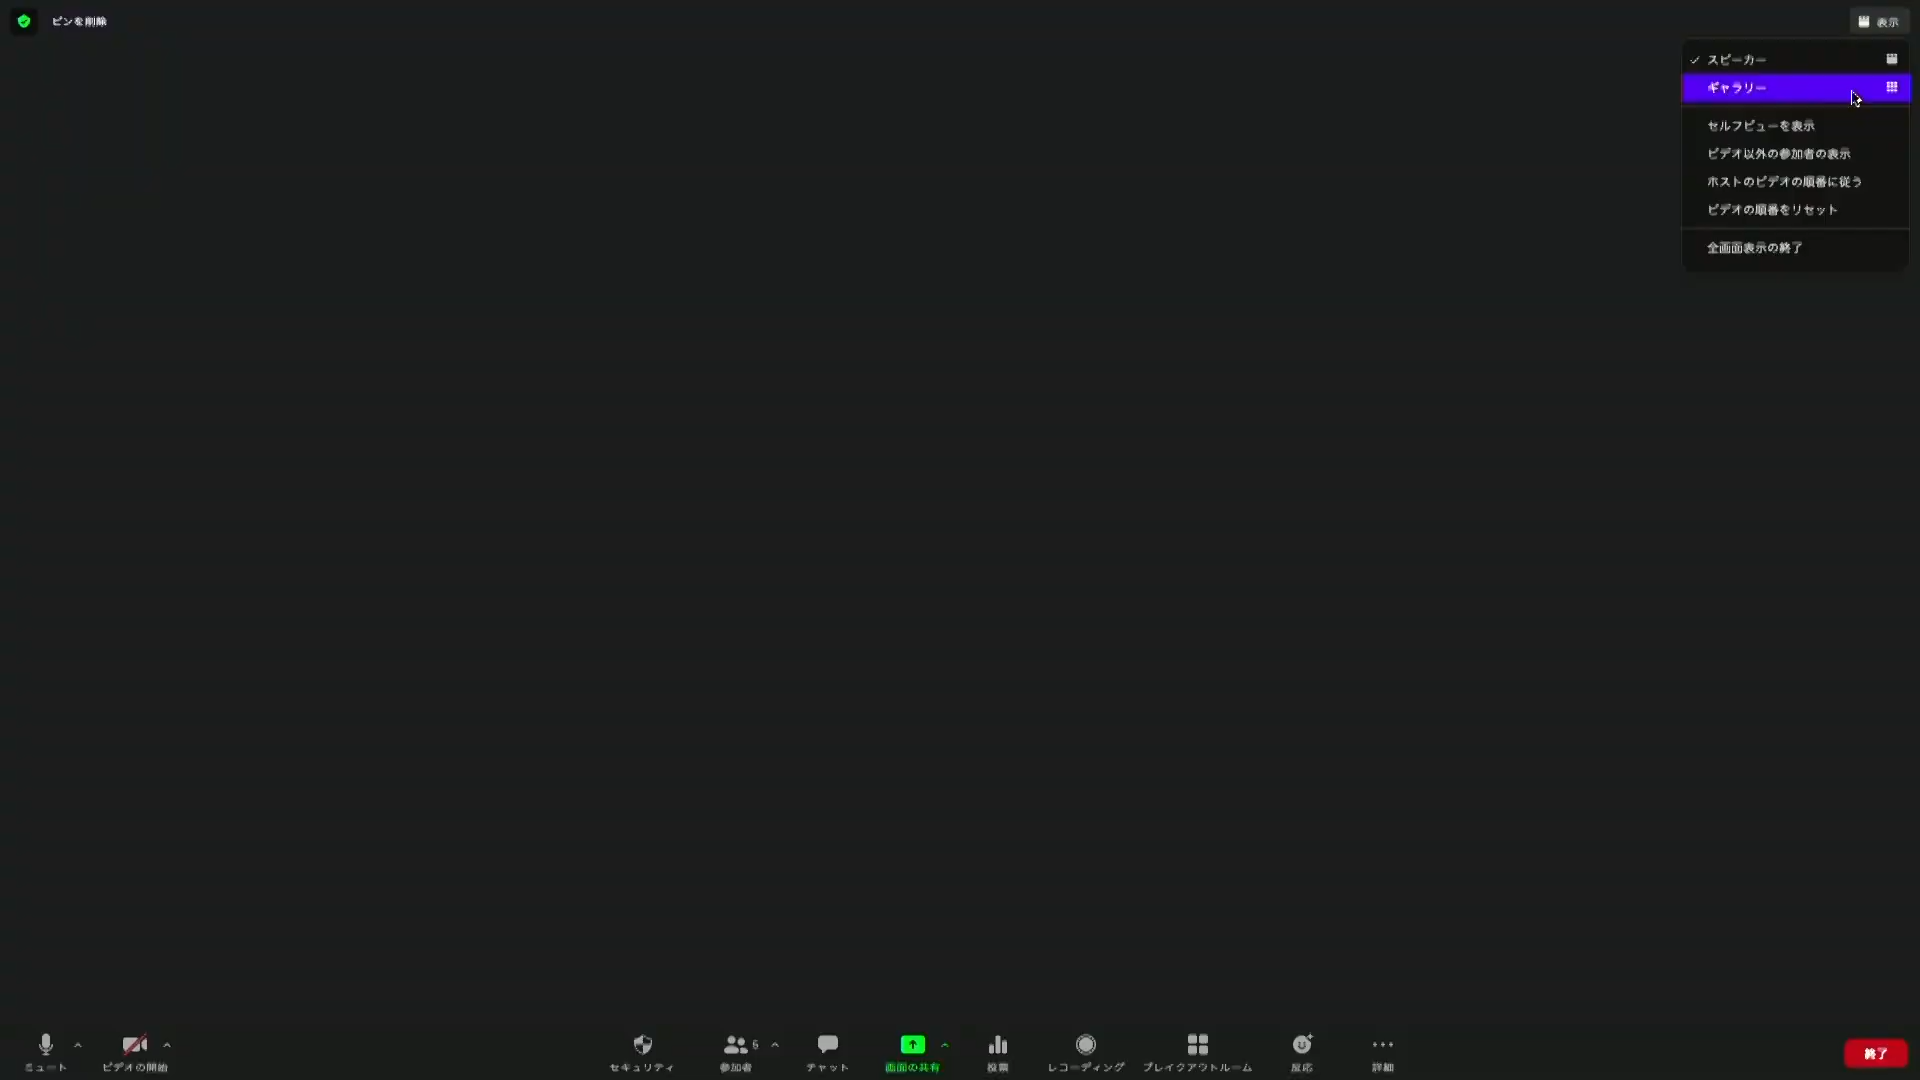 ピンを削除
表示
スピーカー
ギャラリー
セルフビューを表示
ビデオ以外の参加者の表示
ホストのビデオの順番に従う
ビデオの順番をリセット
全画面表示の終了
ミュート
ビデオの開始
セキュリティ
参加者
チャット
画面の共有
投票
レコーディング
ブレイクアウトルーム
反応
詳細
終了